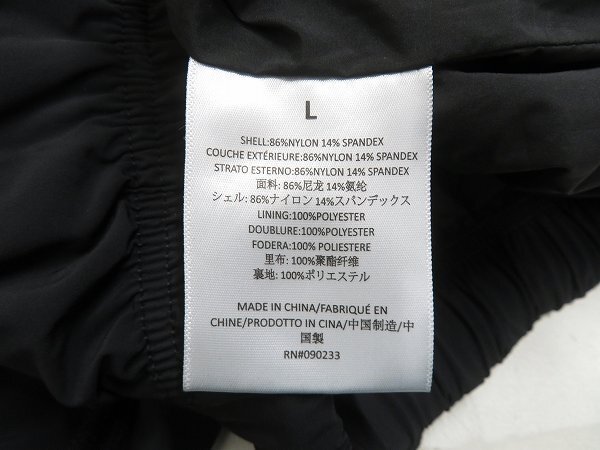 L
SHELL:86%NYLON 14% SPANDEX
COUCHE EXTÉRIEURE:86%NYLON 14% SPANDEX
STRATO ESTERNO:86%NYLON 14% SPANDEX
面料: 86%尼龙 14%氨纶
シェル: 86%ナイロン 14%スパンデックス
LINING:100%POLYESTER
DOUBLURE:100%POLYESTER
FODERA:100% POLIESTERE
里布: 100%聚酯纤维
裏地: 100%ポリエステル
MADE IN CHINA/FABRIQUÉ EN
CHINE/PRODOTTO IN CINA/中国制造/中
国製
RN#090233